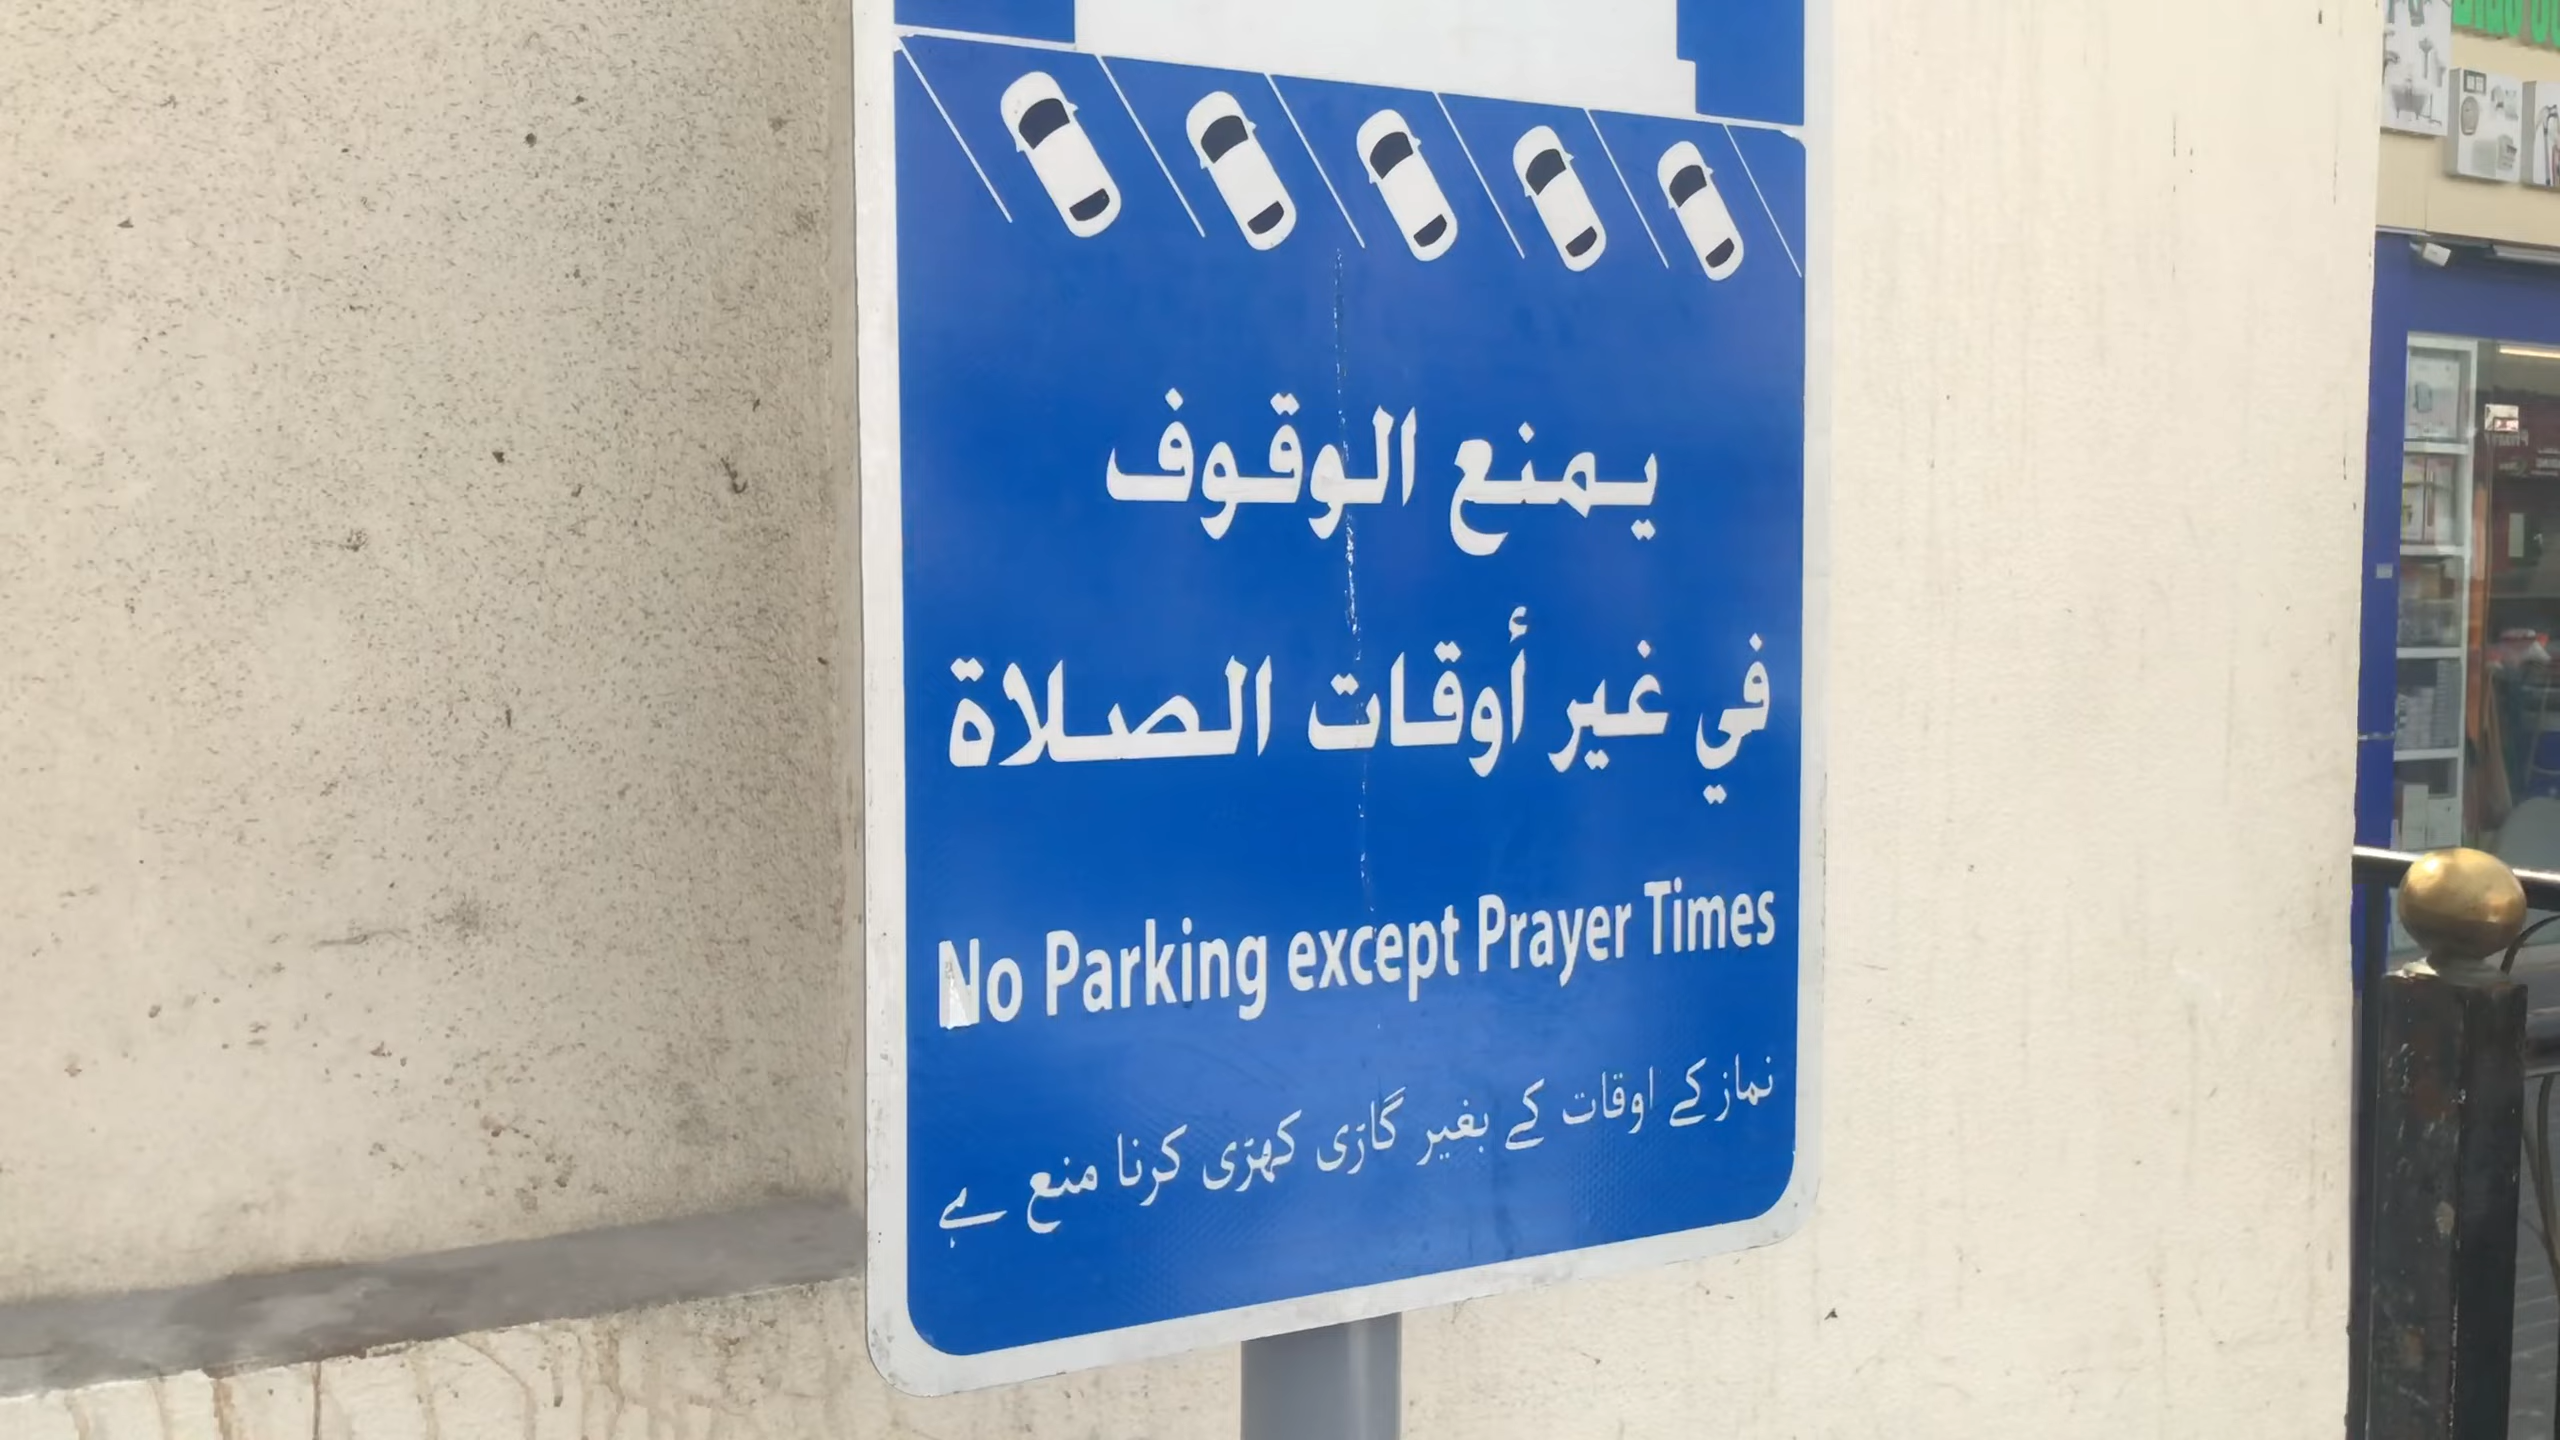 يمنع الوقوف
في غير أوقات الصلاة
No Parking except Prayer Times
نماز کے اوقات کے بغیر گاڑی کھڑی کرنا منع ہے